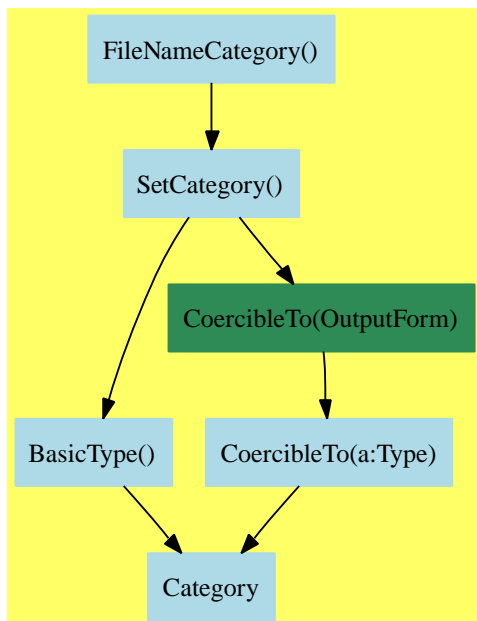 FileNameCategory()
SetCategory()
CoercibleTo(OutputForm)
BasicType()
CoercibleTo(a:Type)
Category